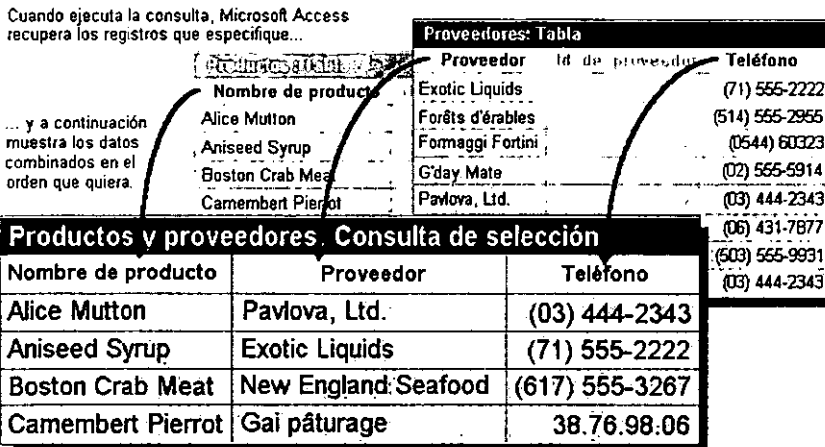 Cuando ejecuta la consulta, Microsoft Access
recupera los registros que especifique...
... y a continuación
muestra los datos
combinados en el
orden que quiera.
Nombre de producto
Alice Mutton
Aniseed Syrup
Boston Crab Meat
Camembert Pierrot
Proveedores: Tabla
Proveedor Id de proveedor Teléfono
Exotic Liquids (71) 555-2222
Forêts d'érables (514) 555-2955
Formaggi Fortini (0544) 60323
G'day Mate (02) 555-5914
Pavlova, Ltd. (03) 444-2343
(06) 431-7877
(503) 555-9931
(03) 444-2343
Productos y proveedores. Consulta de selección
Nombre de producto Proveedor Teléfono
Alice Mutton Pavlova, Ltd. (03) 444-2343
Aniseed Syrup Exotic Liquids (71) 555-2222
Boston Crab Meat New England Seafood (617) 555-3267
Camembert Pierrot Gai pâturage 38.76.98.06